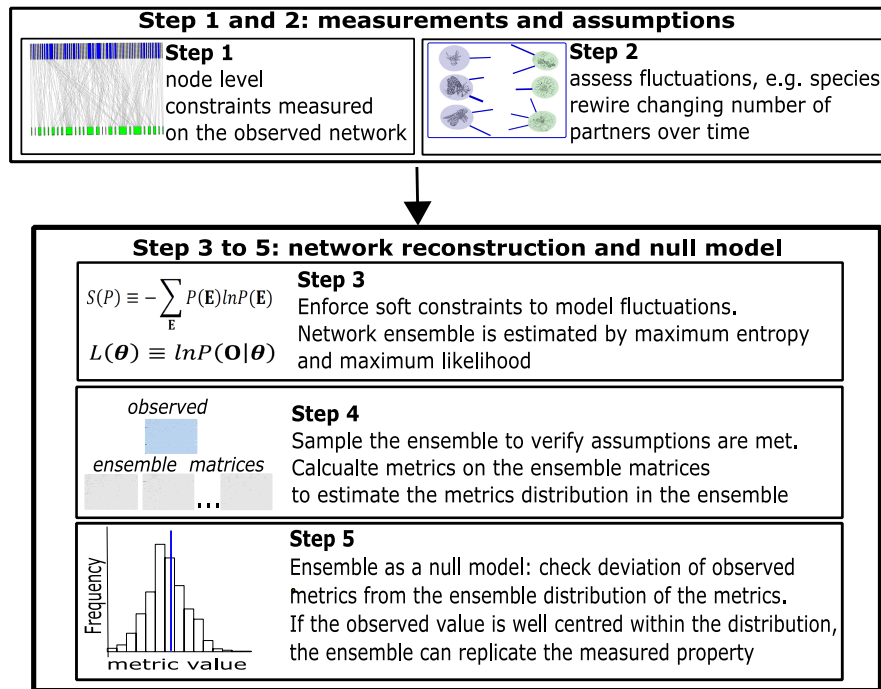 Step 1 and 2: measurements and assumptions
Step 1
node level
constraints measured
on the observed network
Step 2
assess fluctuations, e.g. species
rewire changing number of
partners over time
Step 3 to 5: network reconstruction and null model
S(P) ≡ −∑ P(E)lnP(E)
E
L(θ) ≡ lnP(O|θ)
Step 3
Enforce soft constraints to model fluctuations.
Network ensemble is estimated by maximum entropy
and maximum likelihood
observed
ensemble matrices
...
Step 4
Sample the ensemble to verify assumptions are met.
Calcualte metrics on the ensemble matrices
to estimate the metrics distribution in the ensemble
Frequency
metric value
Step 5
Ensemble as a null model: check deviation of observed
metrics from the ensemble distribution of the metrics.
If the observed value is well centred within the distribution,
the ensemble can replicate the measured property